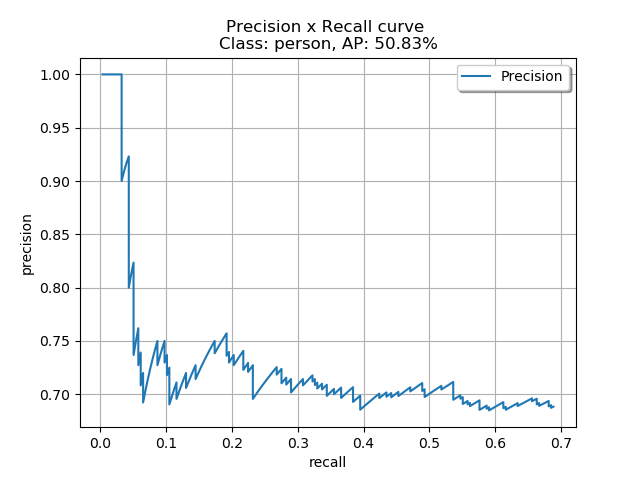 Precision x Recall curve
Class: person, AP: 50.83%
Precision
1.00
0.95
0.90
0.85
0.80
0.75
0.70
precision
0.0 0.1 0.2 0.3 0.4 0.5 0.6 0.7
recall